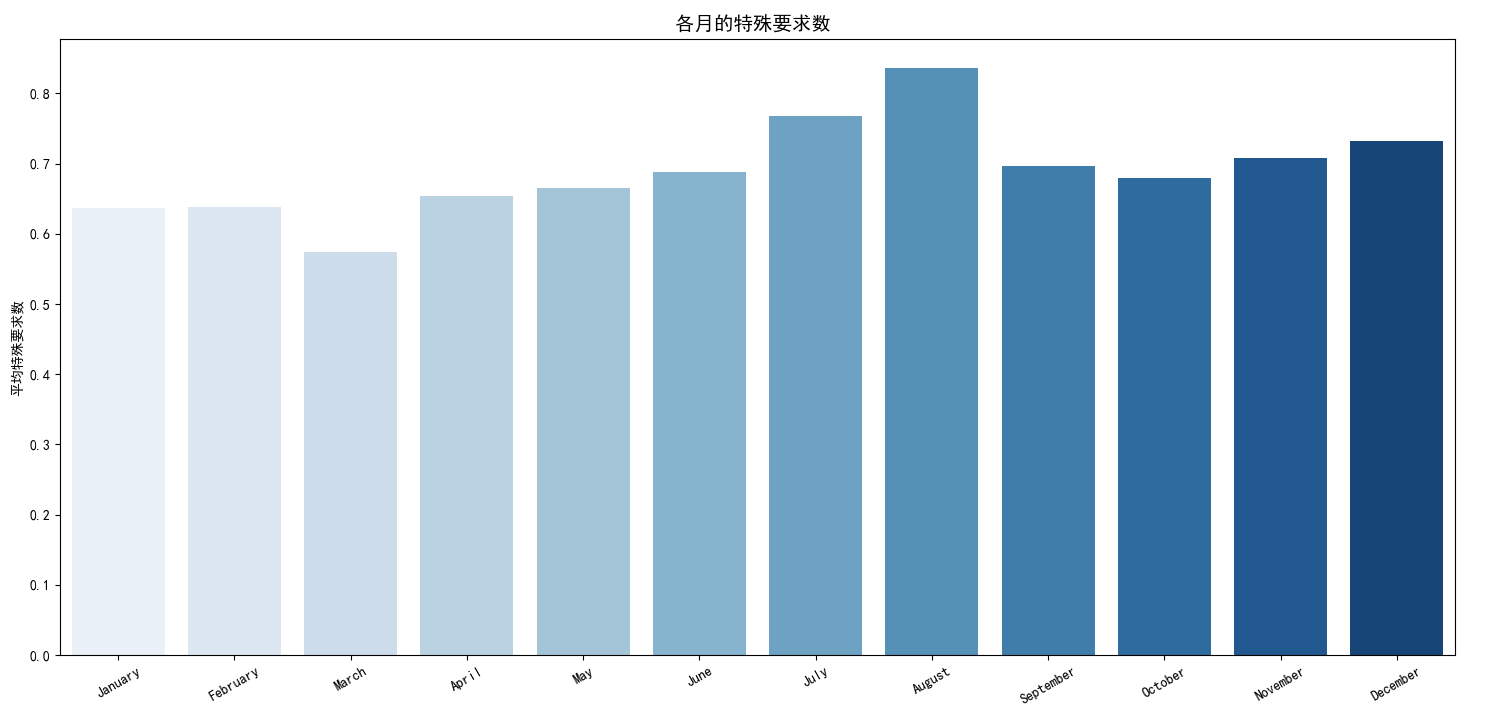 各月的特殊要求数
平均特殊要求数
0.8
0.7
0.6
0.5
0.4
0.3
0.2
0.1
0.0
January
February
March
April
May
June
July
August
September
October
November
December